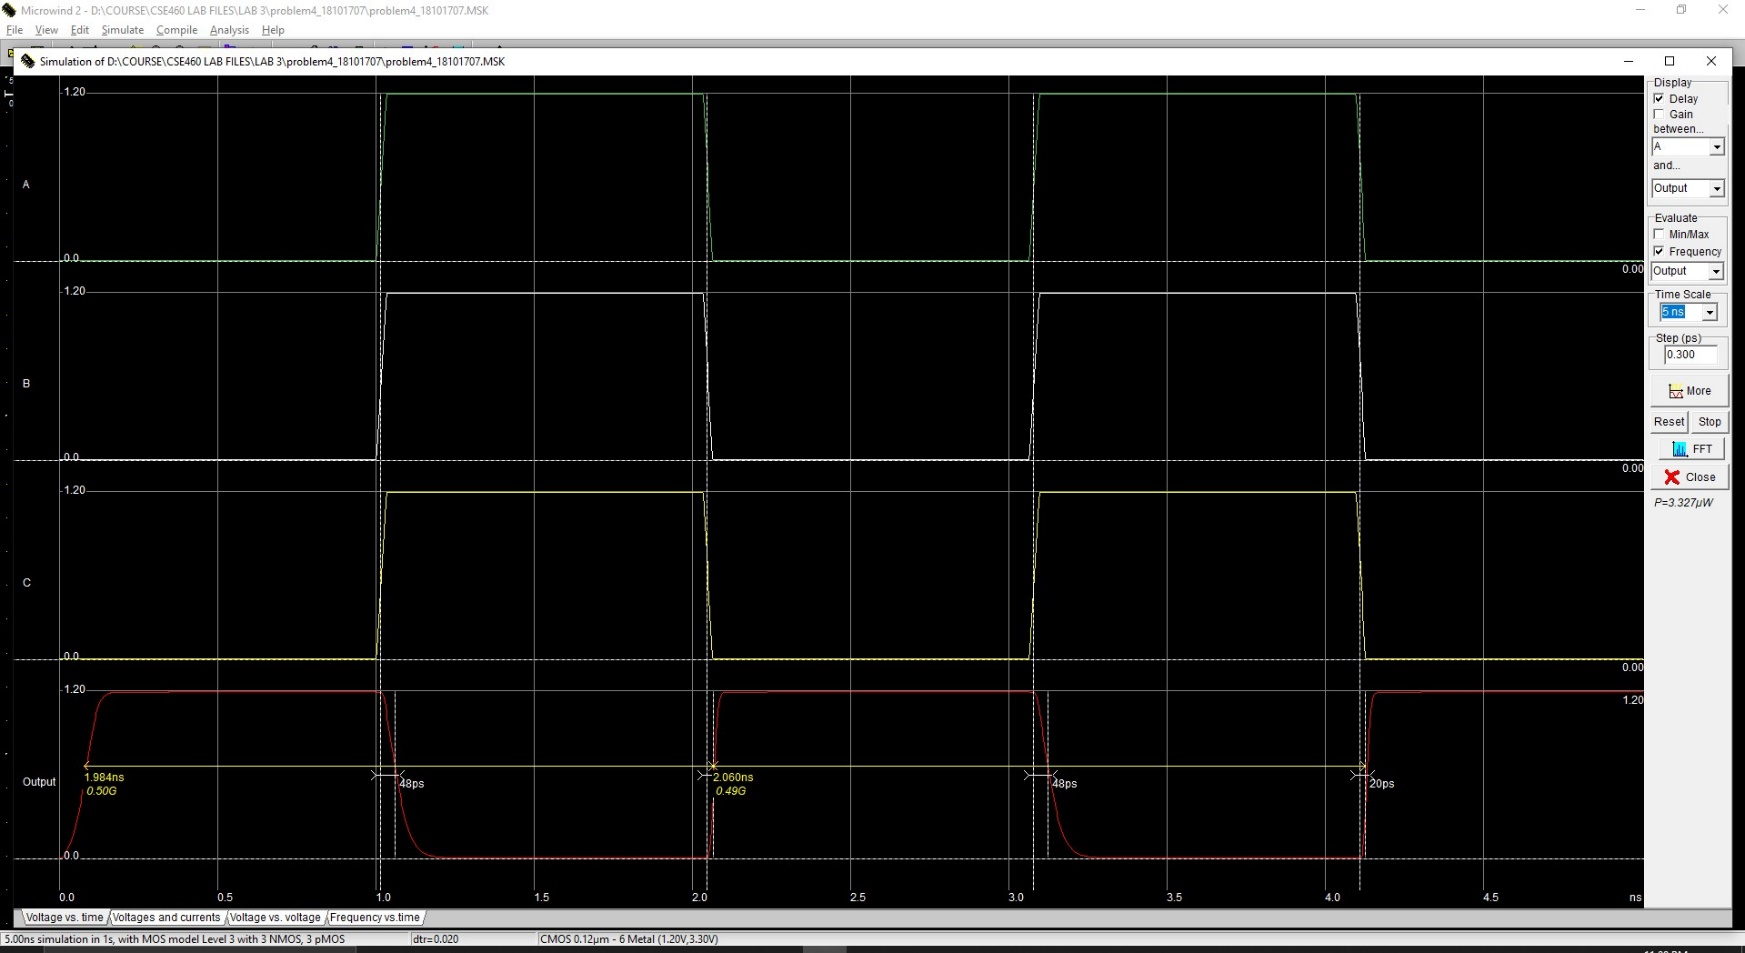 Microwind 2 - D:\COURSE\CSE460 LAB FILES\LAB 3\problem4_18101707\problem4_18101707.MSK
File View Edit Simulate Compile Analysis Help
Simulation of D:\COURSE\CSE460 LAB FILES\LAB 3\problem4_18101707\problem4_18101707.MSK
1.20
A
0.0
0.00
1.20
B
0.0
0.00
1.20
C
0.0
0.00
1.20
1.20
Output
1.984ns
0.50G
48ps
2.060ns
0.49G
48ps
20ps
0.0
0.0 0.5 1.0 1.5 2.0 2.5 3.0 3.5 4.0 4.5 ns
Display
Delay
Gain
between...
A
and...
Output
Evaluate
Min/Max
Frequency
Output
Time Scale
5 ns
Step (ps)
0.300
More
Reset Stop
FFT
Close
P=3.327µW
Voltage vs. time Voltages and currents Voltage vs. voltage Frequency vs.time
5.00ns simulation in 1s, with MOS model Level 3 with 3 NMOS, 3 pMOS dtr=0.020 CMOS 0.12µm - 6 Metal (1.20V,3.30V)